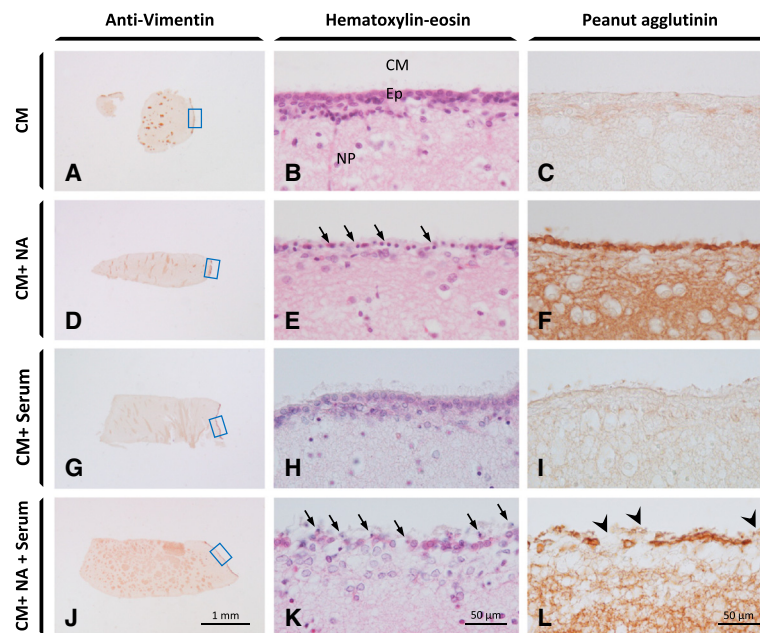 Anti-Vimentin Hematoxylin-eosin Peanut agglutinin
CM
A
CM
Ep
NP
B
C
CM+ NA
D
E
F
CM+ Serum
G
H
I
CM+ NA + Serum
J
1 mm
K
50 µm
L
50 µm